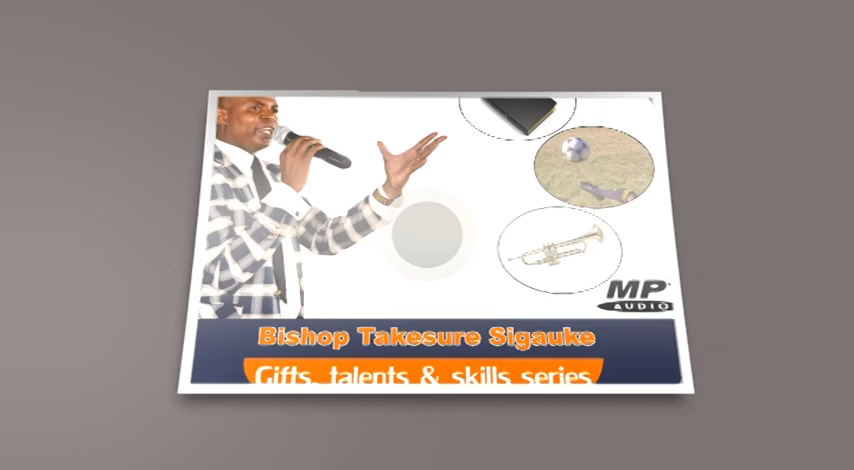 MP
AUDIO
Bishop Takesure Sigauke
Gifts, talents & skills series